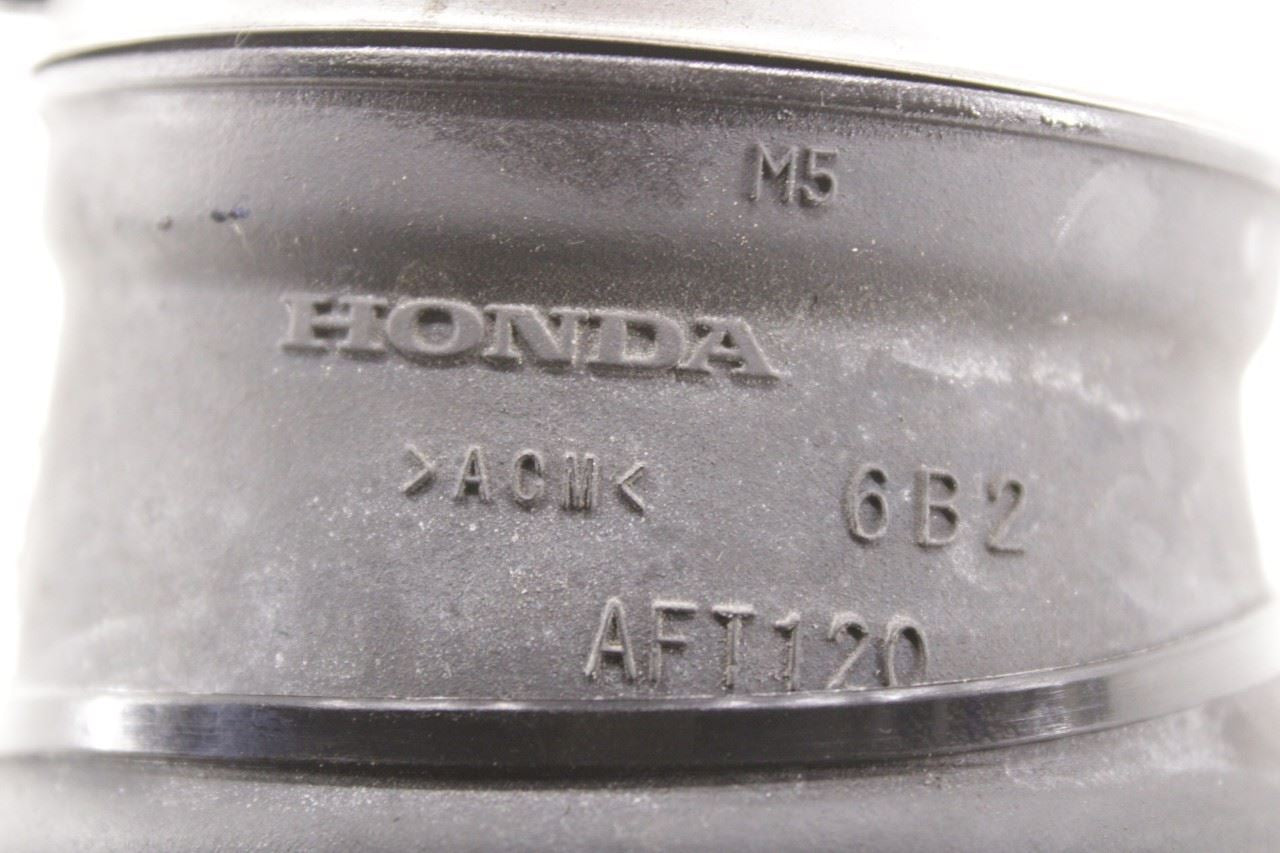 M5
HONDA
>ACM<
6B2
AFT120